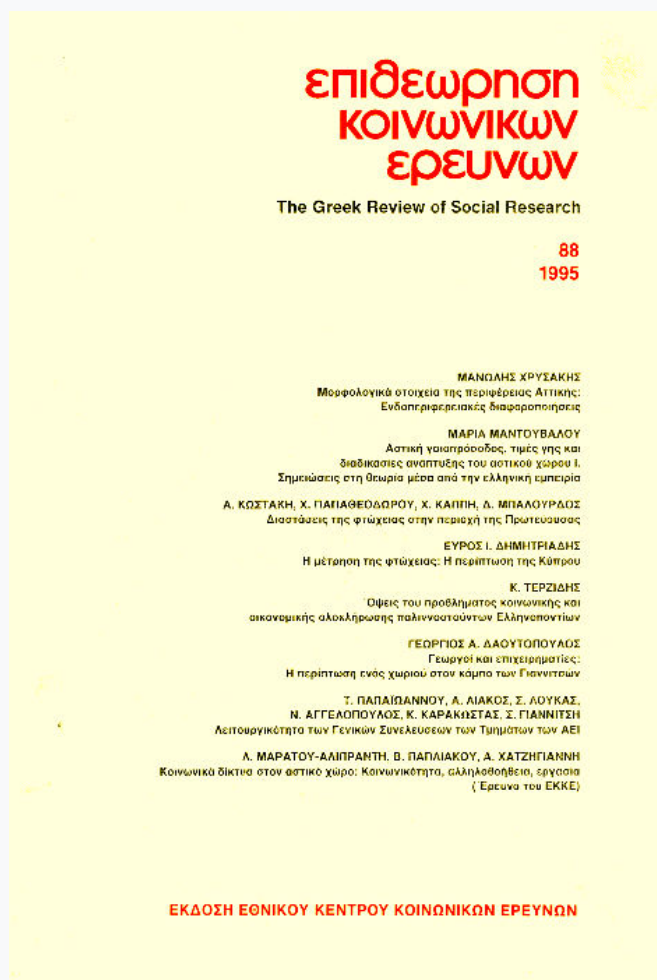 επιθεωρηση
κοινωνικων
ερευνων
The Greek Review of Social Research
88
1995
ΜΑΝΩΛΗΣ ΧΡΥΣΑΚΗΣ
Μορφολογικά στοιχεία της περιφέρειας Αττικής:
Ενδοπεριφερειακές διαφοροποιήσεις
ΜΑΡΙΑ ΜΑΝΤΟΥΒΑΛΟΥ
Αστική γαιοπρόσοδος, τιμές γης και
διαδικασίες ανάπτυξης του αστικού χώρου Ι.
Σημειώσεις στη θεωρία μέσα από την ελληνική εμπειρία
Α. ΚΩΣΤΑΚΗ, Χ. ΠΑΠΑΘΕΟΔΩΡΟΥ, Χ. ΚΑΠΠΗ, Δ. ΜΠΑΛΟΥΡΔΟΣ
Διαστάσεις της φτώχειας στην περιοχή της Πρωτεύουσας
ΕΥΡΟΣ Ι. ΔΗΜΗΤΡΙΑΔΗΣ
Η μέτρηση της φτώχειας: Η περίπτωση της Κύπρου
Κ. ΤΕΡΖΙΔΗΣ
Όψεις του προβλήματος κοινωνικής και
οικονομικής ολοκλήρωσης παλιννοστούντων Ελληνοποντίων
ΓΕΩΡΓΙΟΣ Α. ΔΑΟΥΤΟΠΟΥΛΟΣ
Γεωργοί και επιχειρηματίες:
Η περίπτωση ενός χωριού στον κάμπο των Γιαννιτσών
Τ. ΠΑΠΑΪΩΑΝΝΟΥ, Α. ΛΙΑΚΟΣ, Σ. ΛΟΥΚΑΣ,
Ν. ΑΓΓΕΛΟΠΟΥΛΟΣ, Κ. ΚΑΡΑΚΩΣΤΑΣ, Σ. ΓΙΑΝΝΙΤΣΗ
Λειτουργικότητα των Γενικών Συνελεύσεων των Τμημάτων των ΑΕΙ
Λ. ΜΑΡΑΤΟΥ-ΑΛΙΠΡΑΝΤΗ, Β. ΠΑΠΛΙΑΚΟΥ, Α. ΧΑΤΖΗΓΙΑΝΝΗ
Κοινωνικά δίκτυα στον αστικό χώρο: Κοινωνικότητα, αλληλοβοήθεια, εργασία
(Έρευνα του ΕΚΚΕ)
ΕΚΔΟΣΗ ΕΘΝΙΚΟΥ ΚΕΝΤΡΟΥ ΚΟΙΝΩΝΙΚΩΝ ΕΡΕΥΝΩΝ